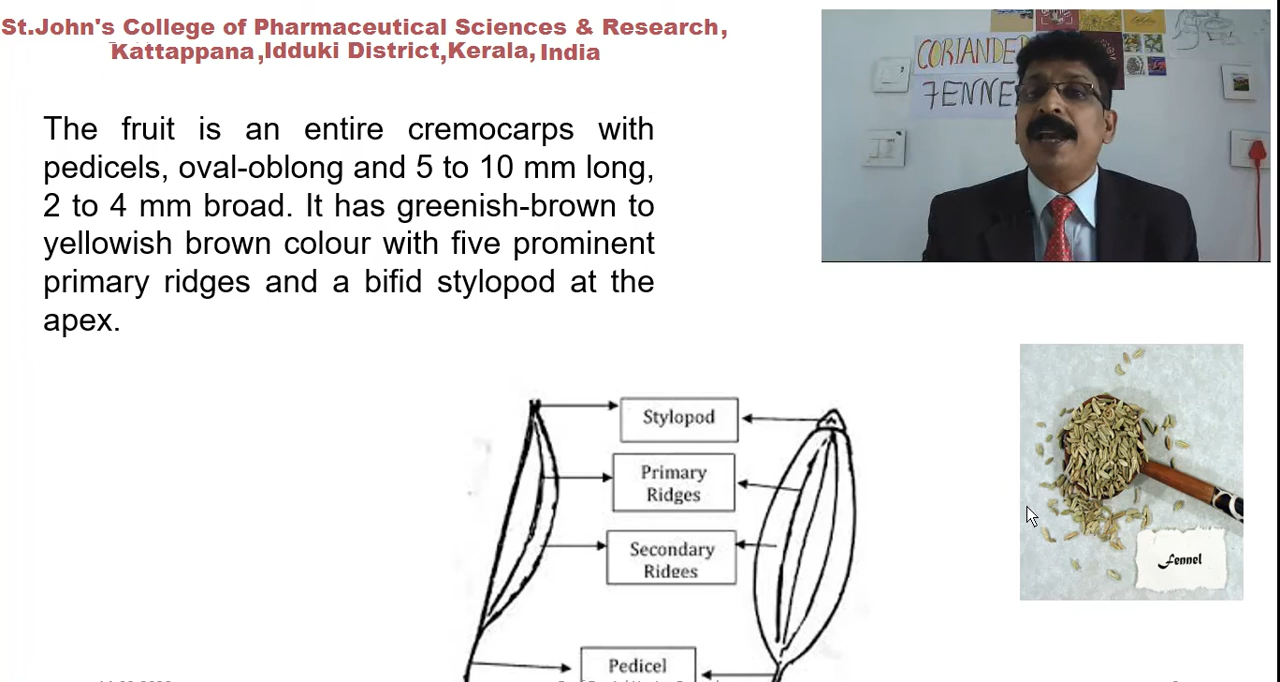 St.John's College of Pharmaceutical Sciences & Research,
Kattappana,Idduki District,Kerala, India
CORIANDE
FENNE
The fruit is an entire cremocarps with
pedicels, oval-oblong and 5 to 10 mm long,
2 to 4 mm broad. It has greenish-brown to
yellowish brown colour with five prominent
primary ridges and a bifid stylopod at the
apex.
Stylopod
Primary
Ridges
Secondary
Ridges
Pedicel
Fennel